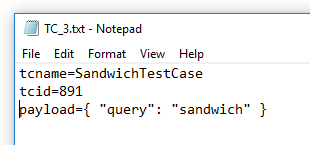 TC_3.txt - Notepad
File Edit Format View Help
tcname=SandwichTestCase
tcid=891
payload={ "query": "sandwich" }